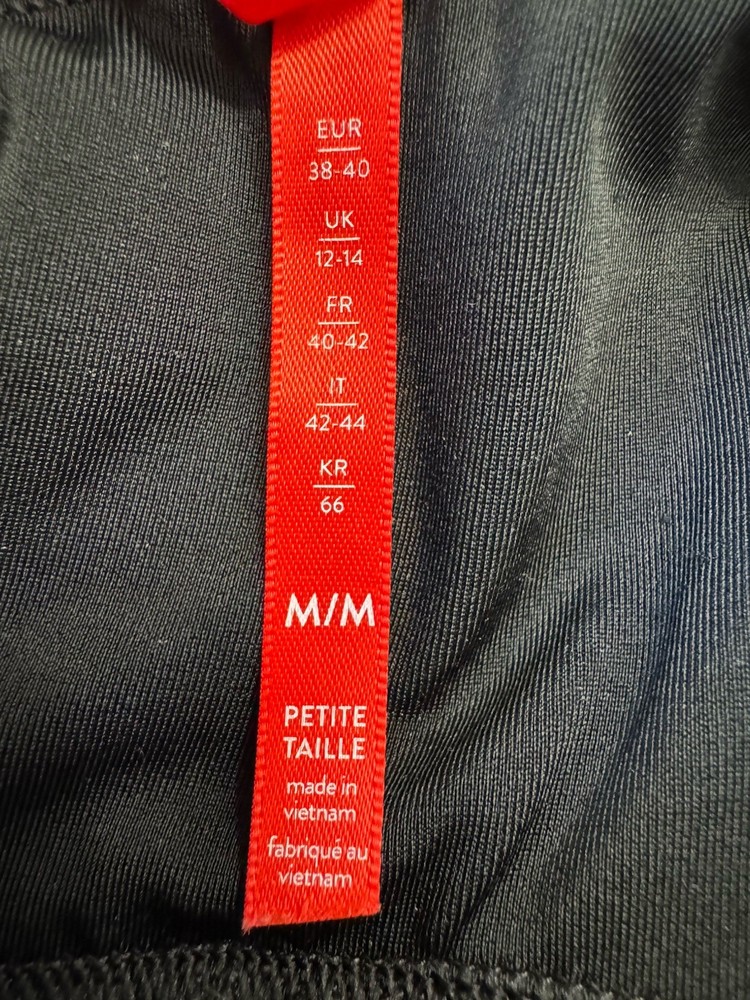 EUR
38-40
UK
12-14
FR
40-42
IT
42-44
KR
66
M/M
PETITE
TAILLE
made in
vietnam
fabriqué au
vietnam